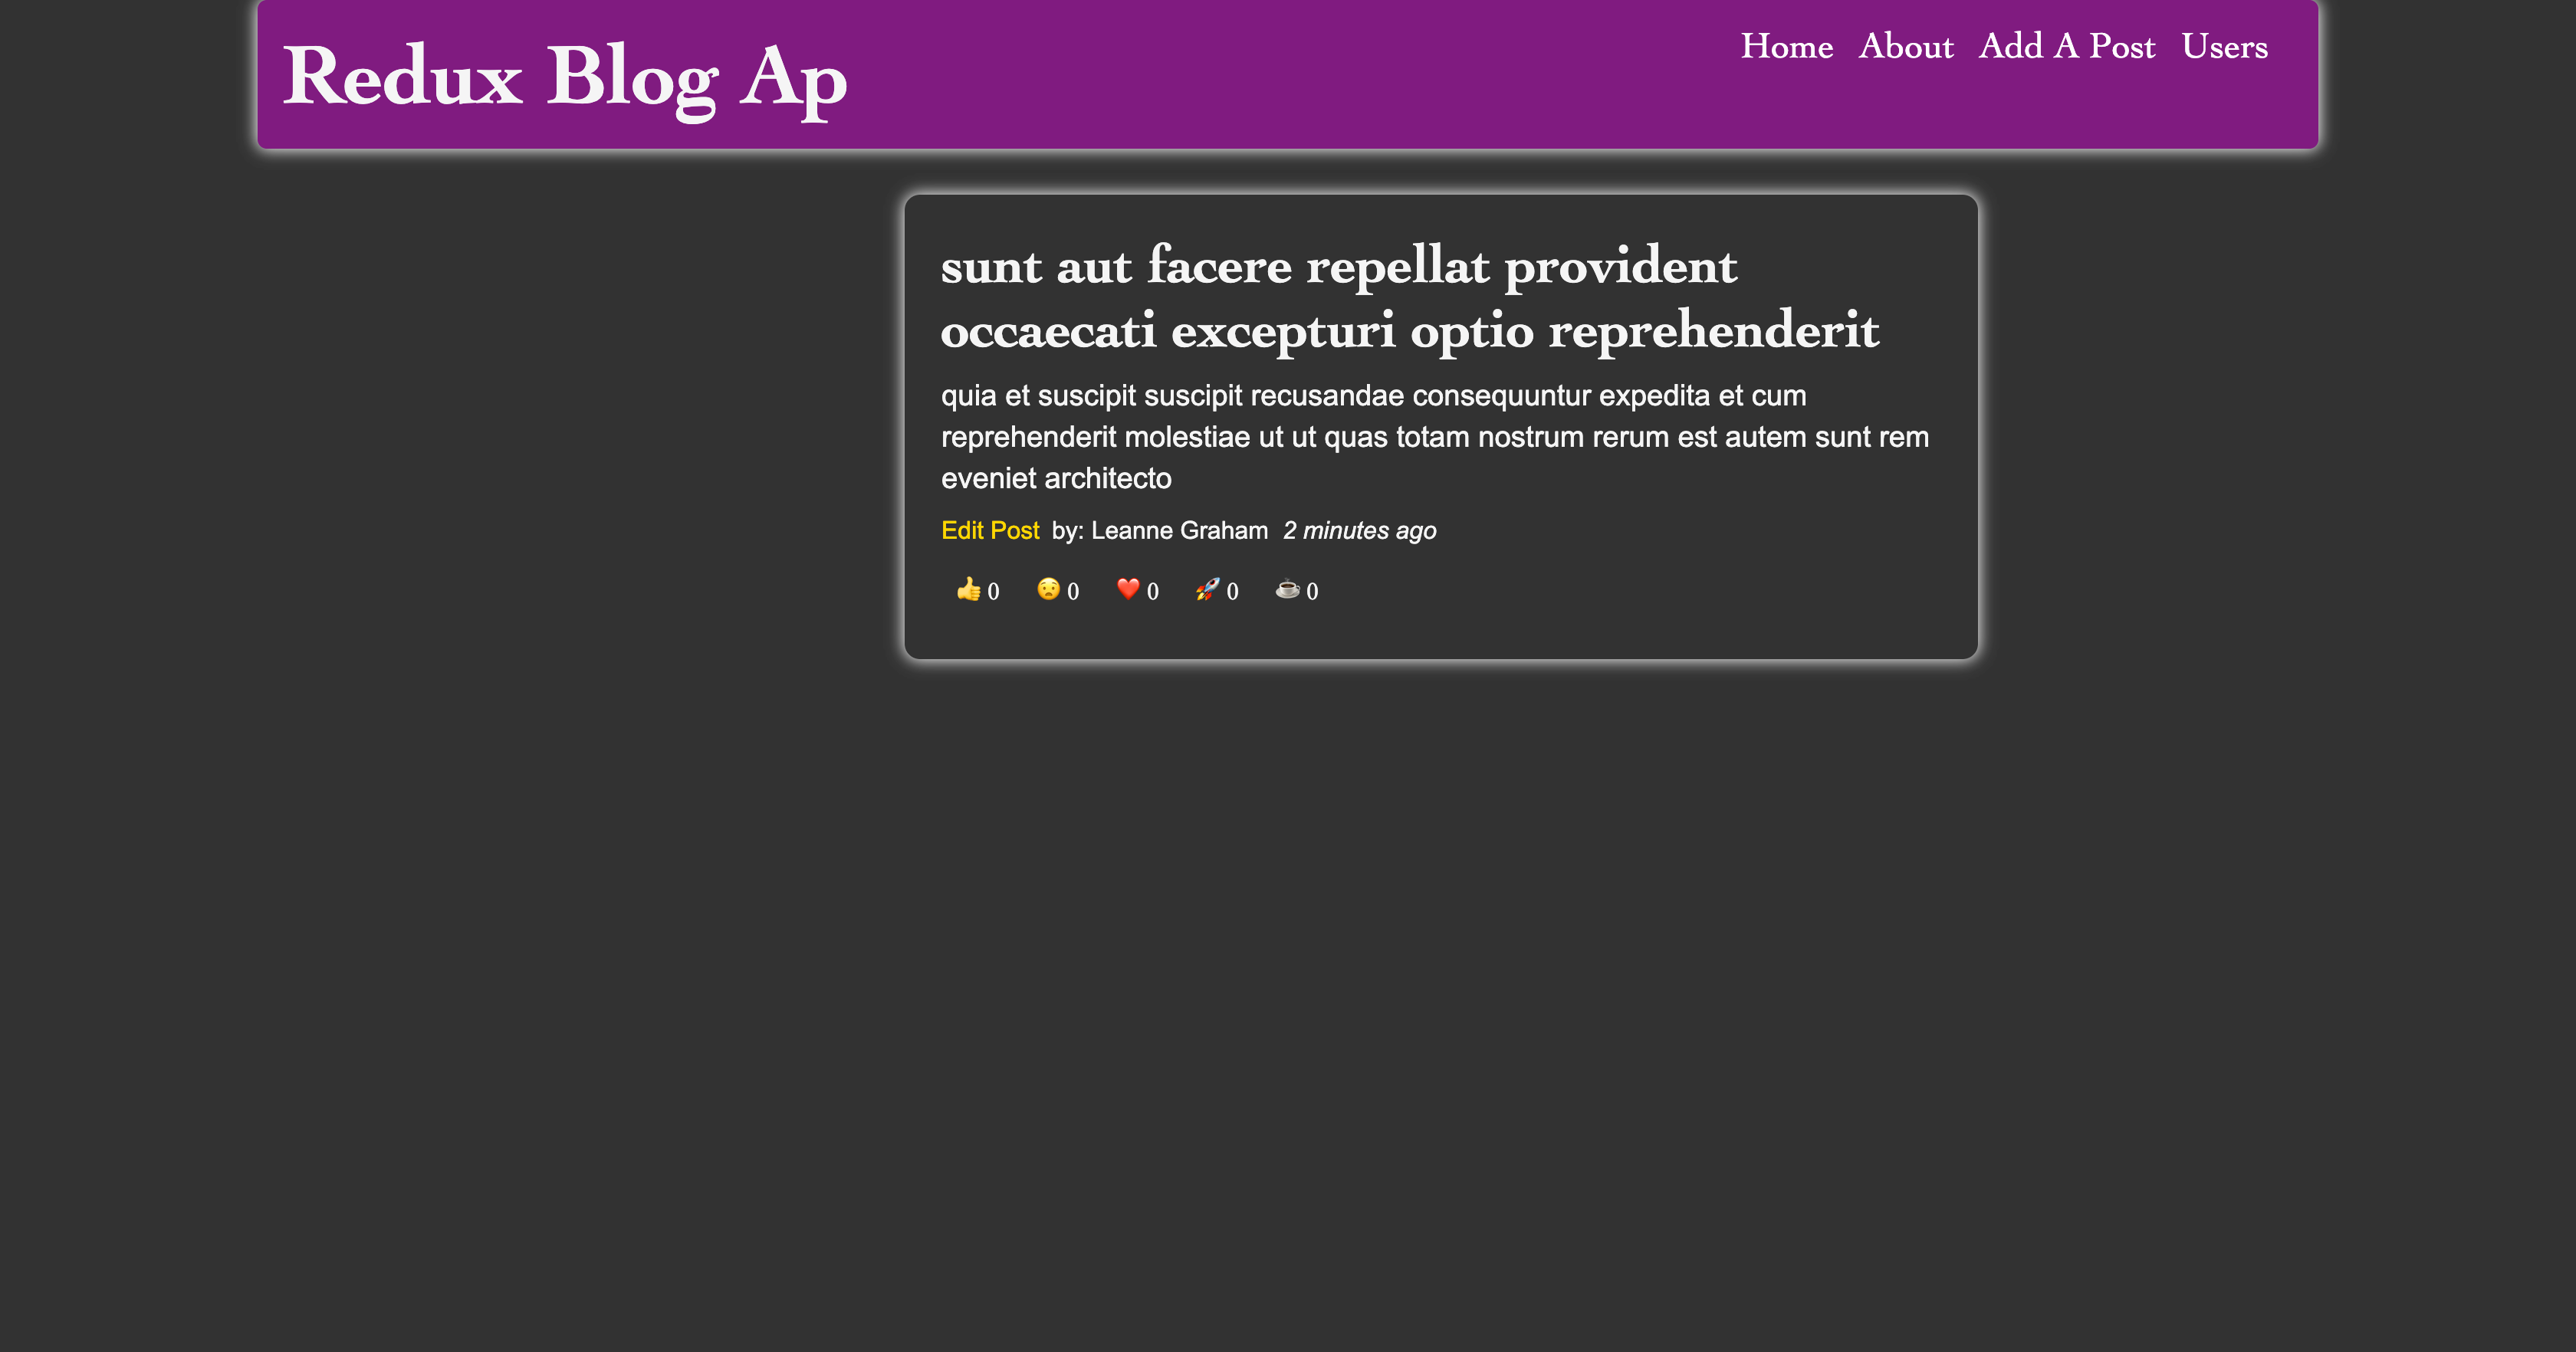 Redux Blog Ap
Home About Add A Post Users
sunt aut facere repellat provident
occaecati excepturi optio reprehenderit
quia et suscipit suscipit recusandae consequuntur expedita et cum
reprehenderit molestiae ut ut quas totam nostrum rerum est autem sunt rem
eveniet architecto
Edit Post by: Leanne Graham 2 minutes ago
👍 0 😟 0 ❤️ 0 🚀 0 ☕ 0